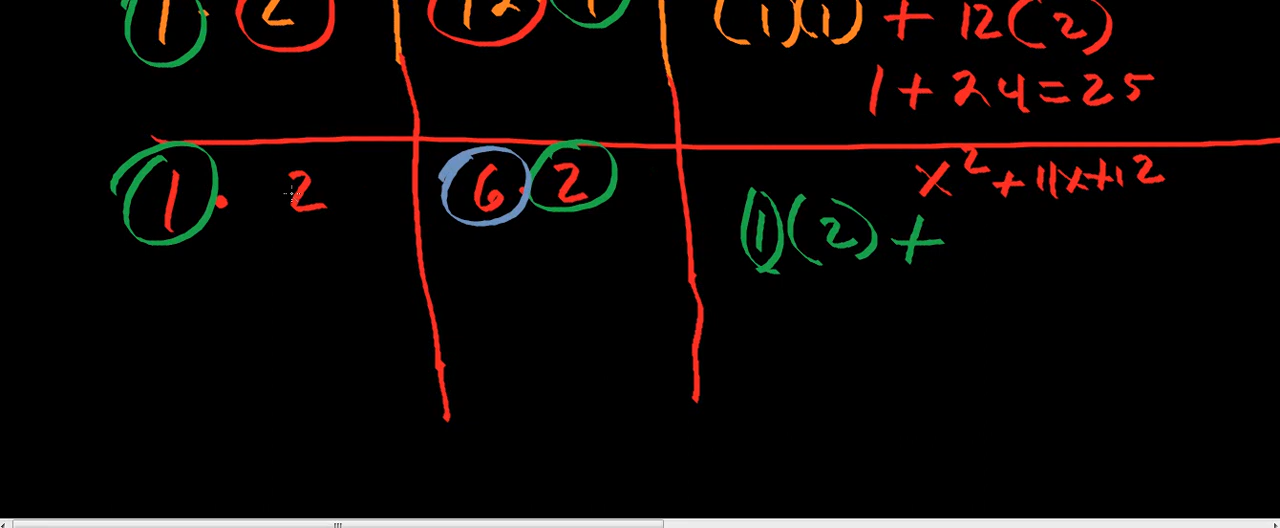 1 · 2 12 1 (1)(1) + 12(2)
1 + 24 = 25
x² + 11x + 12
1 · 2 6 · 2 (1)(2) +